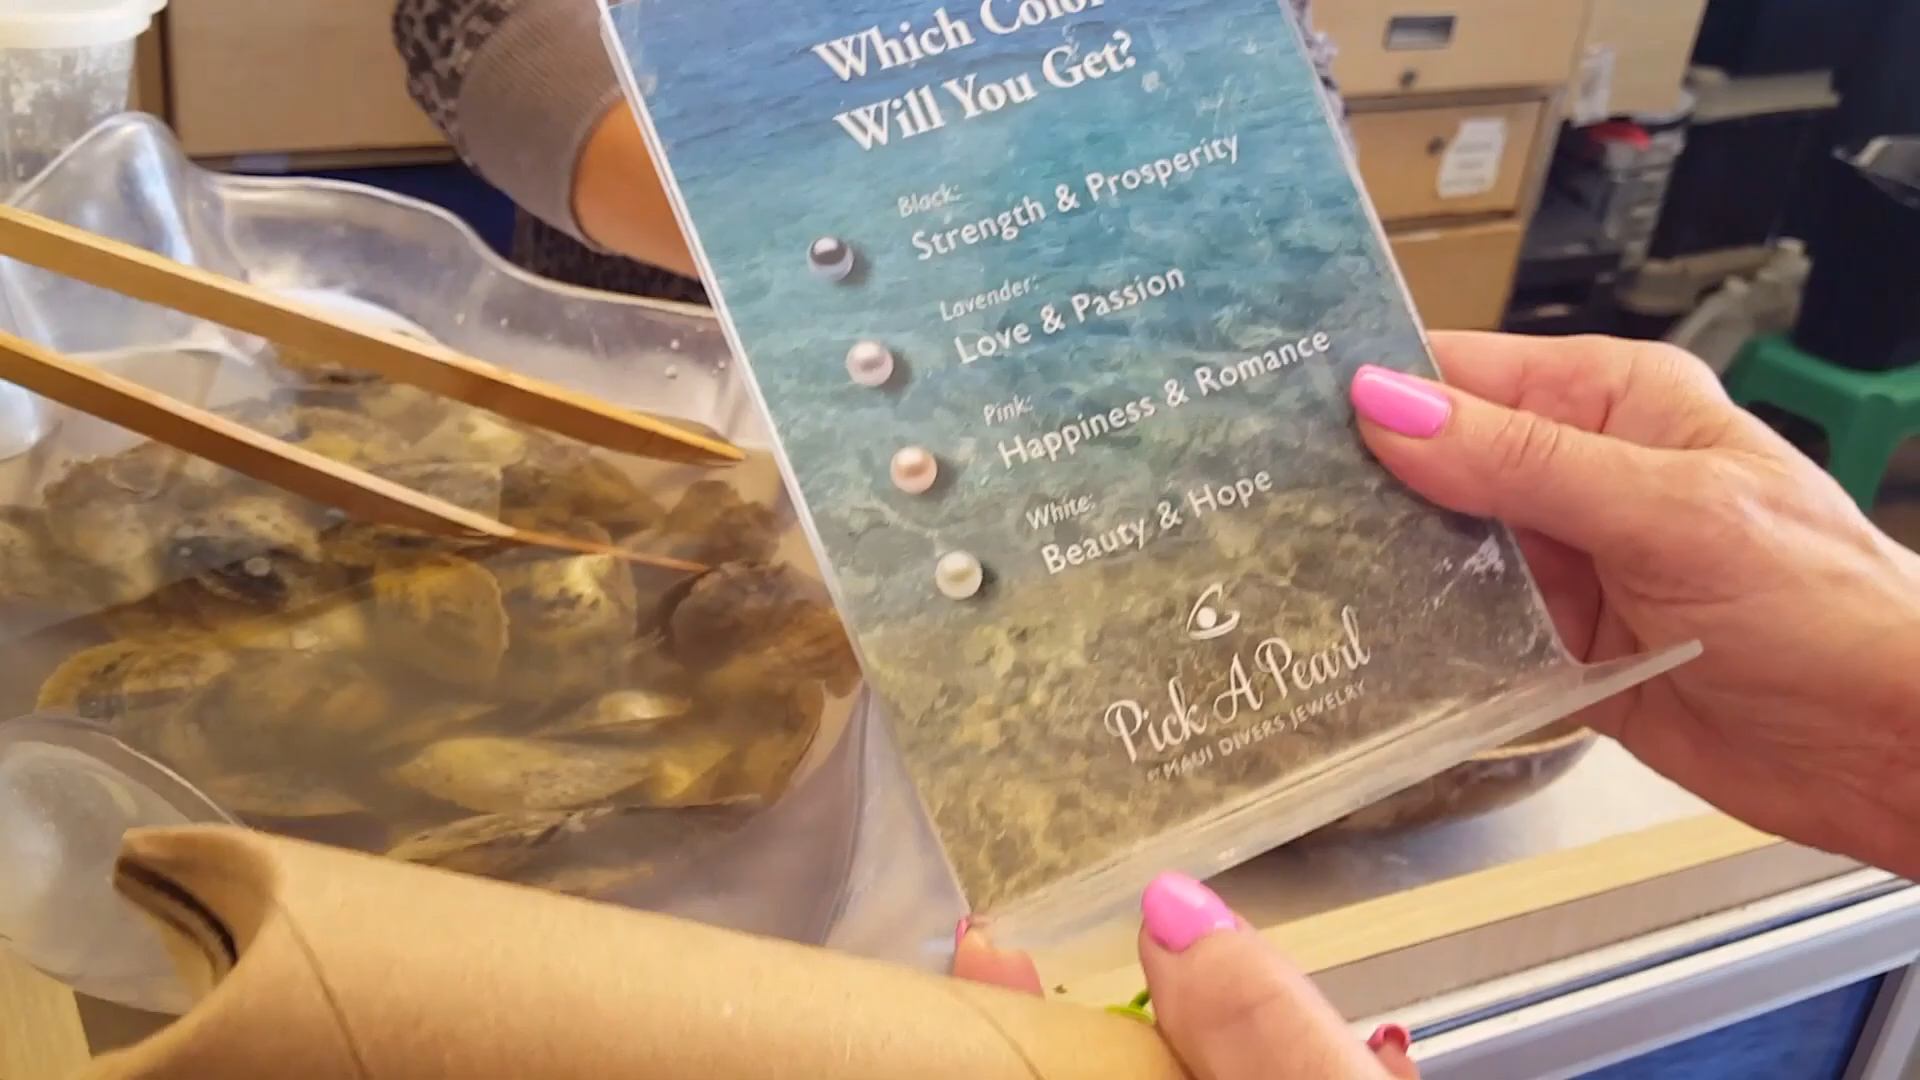 Which Color
Will You Get?
Black:
Strength & Prosperity
Lavender:
Love & Passion
Pink:
Happiness & Romance
White:
Beauty & Hope
Pick A Pearl
BY MAUI DIVERS JEWELRY